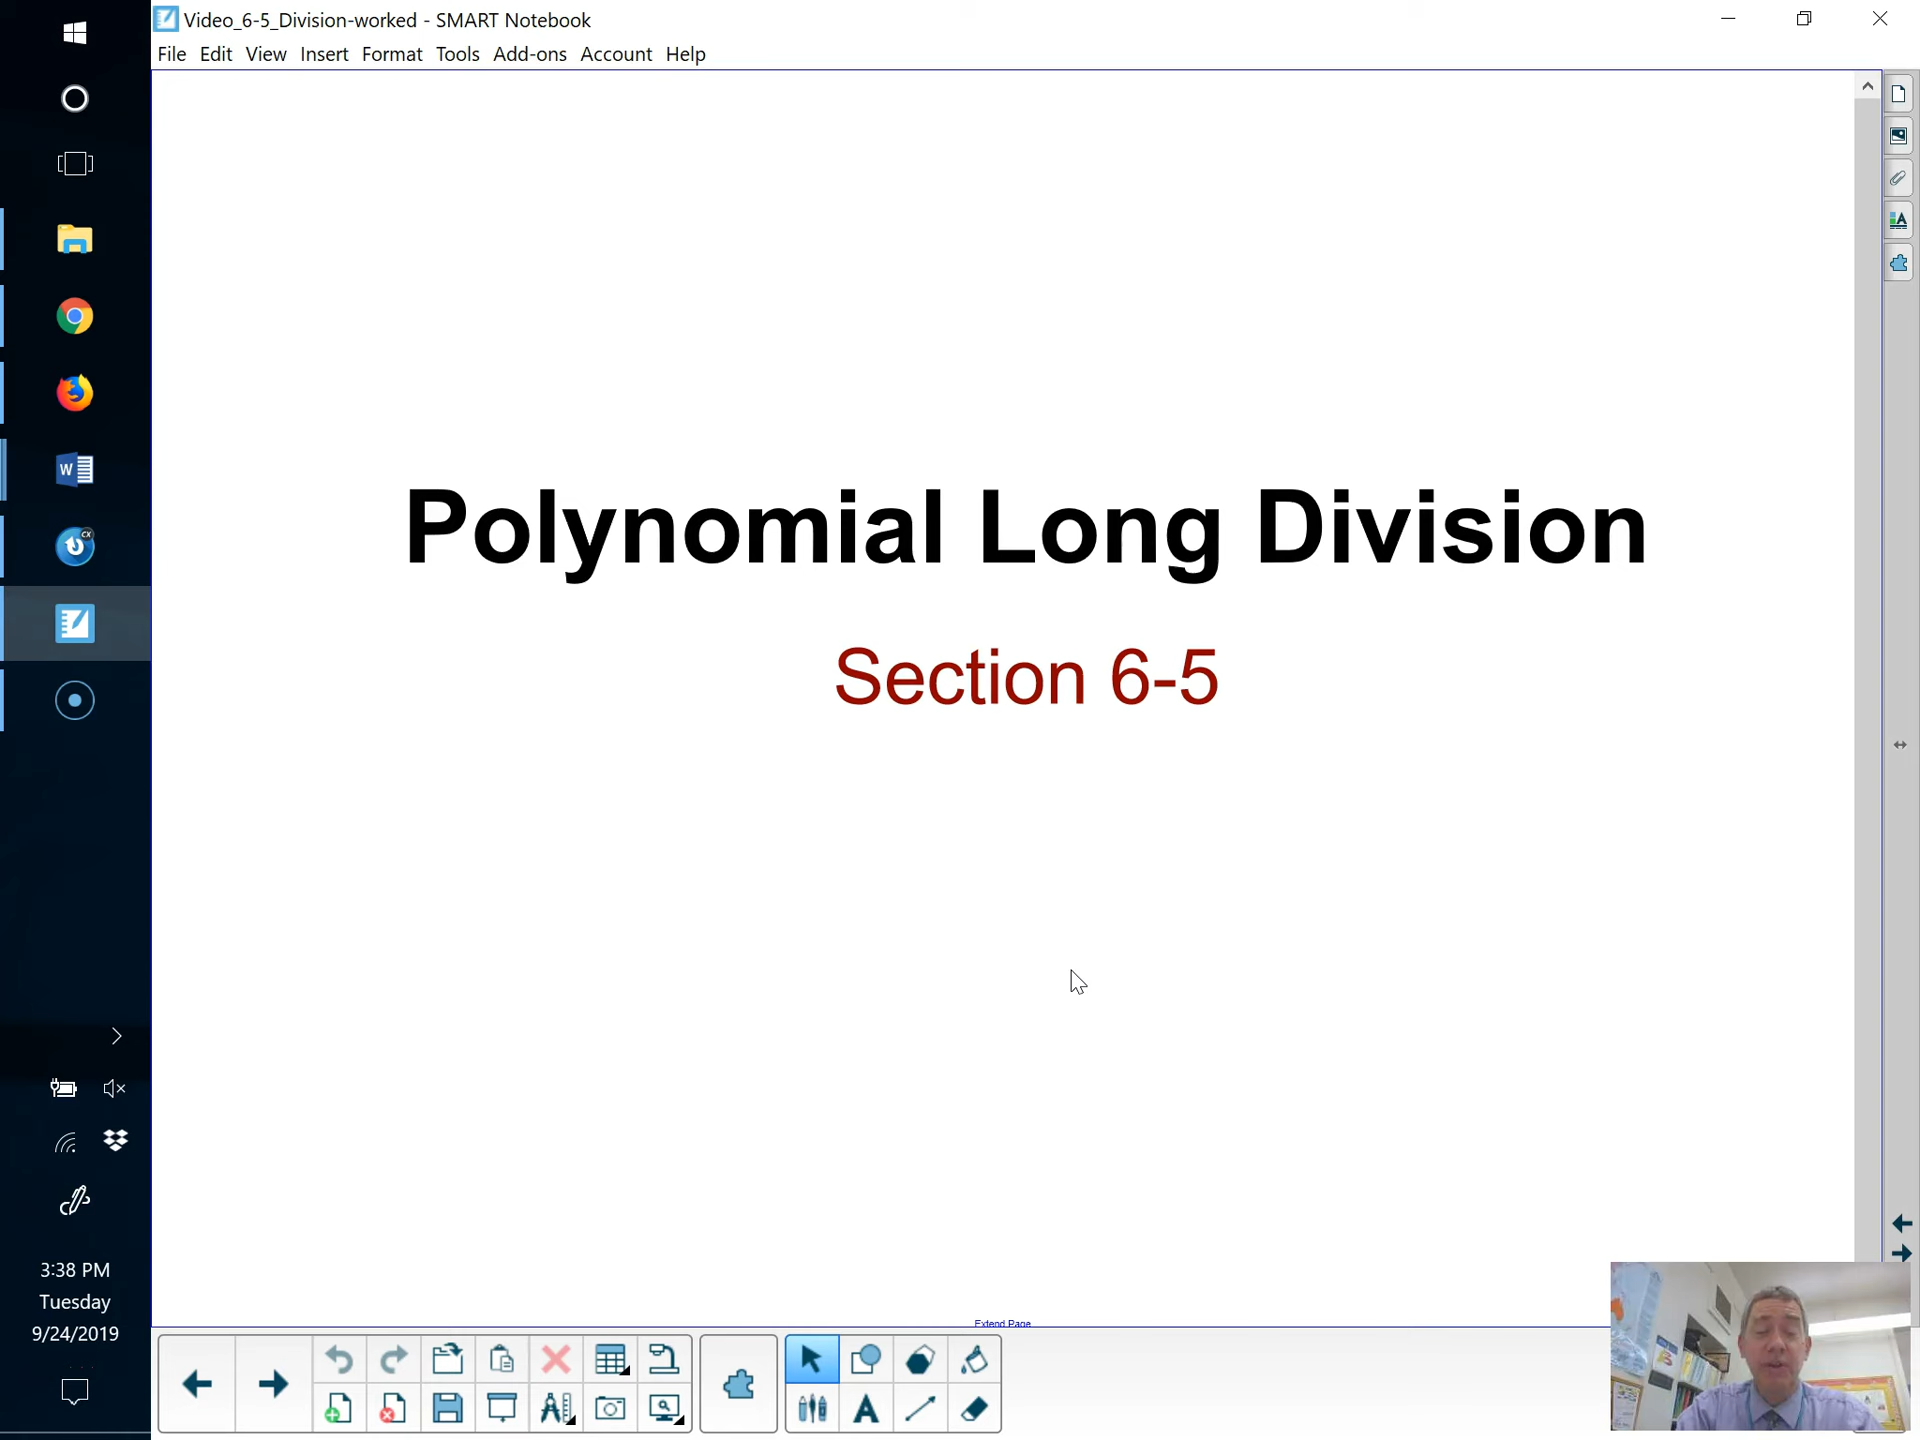 Video_6-5_Division-worked - SMART Notebook
File Edit View Insert Format Tools Add-ons Account Help
Polynomial Long Division
Section 6-5
Extend Page
3:38 PM
Tuesday
9/24/2019